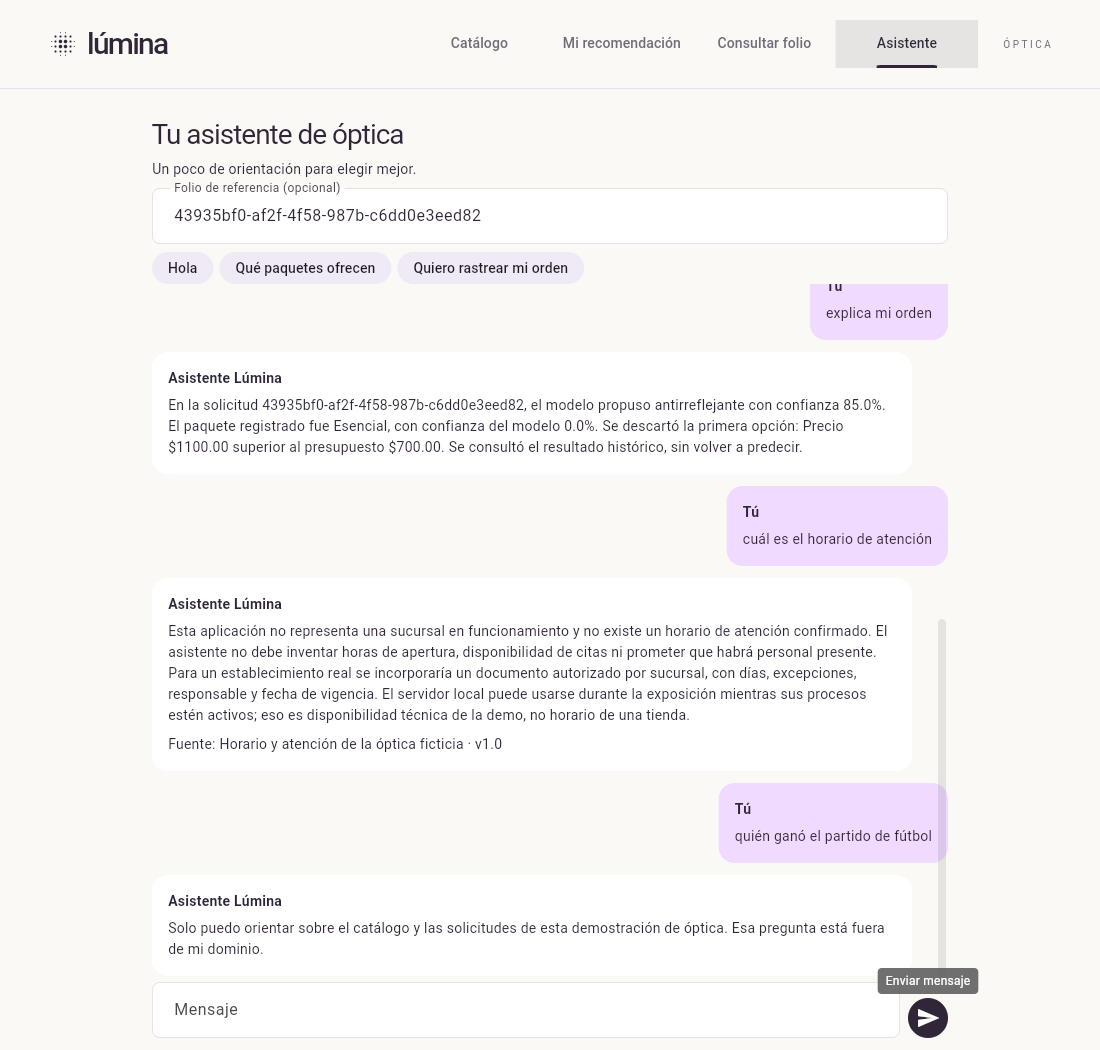 lúmina
Catálogo
Mi recomendación
Consultar folio
Asistente
ÓPTICA
Tu asistente de óptica
Un poco de orientación para elegir mejor.
Folio de referencia (opcional)
43935bf0-af2f-4f58-987b-c6dd0e3eed82
Hola
Qué paquetes ofrecen
Quiero rastrear mi orden
Tú
explica mi orden
Asistente Lúmina
En la solicitud 43935bf0-af2f-4f58-987b-c6dd0e3eed82, el modelo propuso antirreflejante con confianza 85.0%.
El paquete registrado fue Esencial, con confianza del modelo 0.0%. Se descartó la primera opción: Precio
$1100.00 superior al presupuesto $700.00. Se consultó el resultado histórico, sin volver a predecir.
Tú
cuál es el horario de atención
Asistente Lúmina
Esta aplicación no representa una sucursal en funcionamiento y no existe un horario de atención confirmado. El
asistente no debe inventar horas de apertura, disponibilidad de citas ni prometer que habrá personal presente.
Para un establecimiento real se incorporaría un documento autorizado por sucursal, con días, excepciones,
responsable y fecha de vigencia. El servidor local puede usarse durante la exposición mientras sus procesos
estén activos; eso es disponibilidad técnica de la demo, no horario de una tienda.
Fuente: Horario y atención de la óptica ficticia · v1.0
Tú
quién ganó el partido de fútbol
Asistente Lúmina
Solo puedo orientar sobre el catálogo y las solicitudes de esta demostración de óptica. Esa pregunta está fuera
de mi dominio.
Enviar mensaje
Mensaje